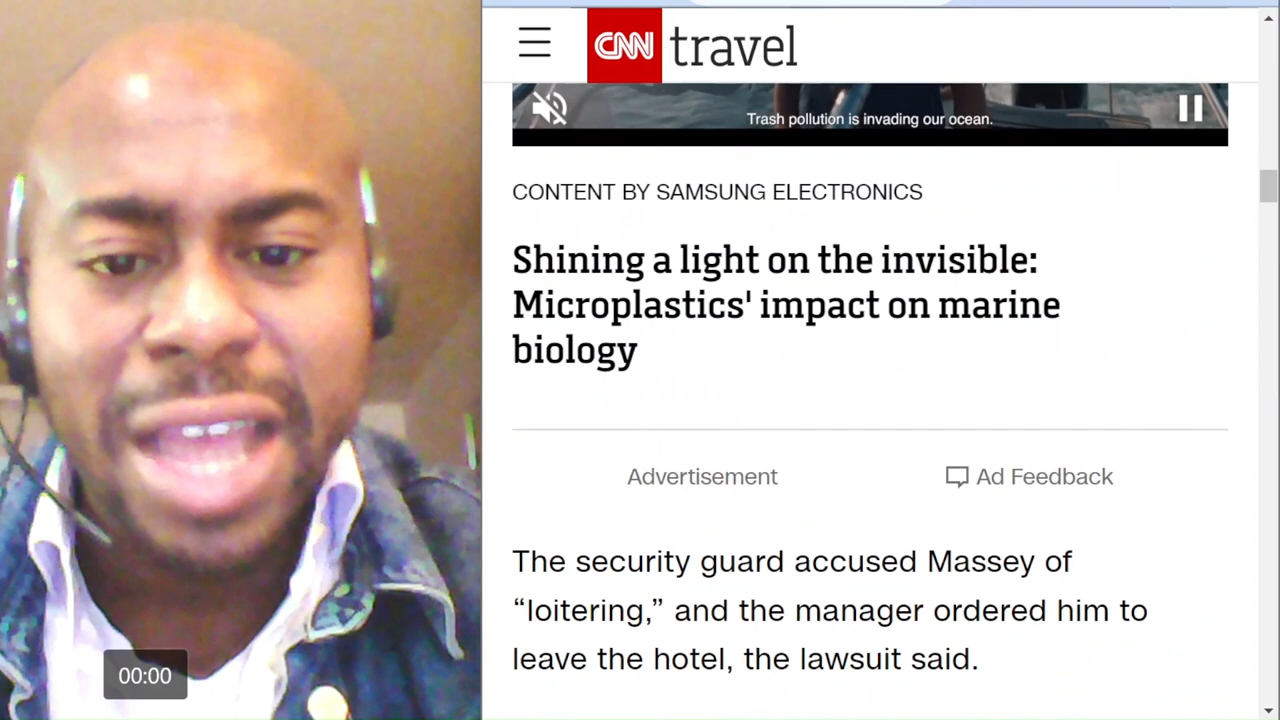 CNN travel
Trash pollution is invading our ocean.
CONTENT BY SAMSUNG ELECTRONICS
Shining a light on the invisible:
Microplastics' impact on marine
biology
Advertisement
Ad Feedback
The security guard accused Massey of
“loitering,” and the manager ordered him to
leave the hotel, the lawsuit said.
00:00